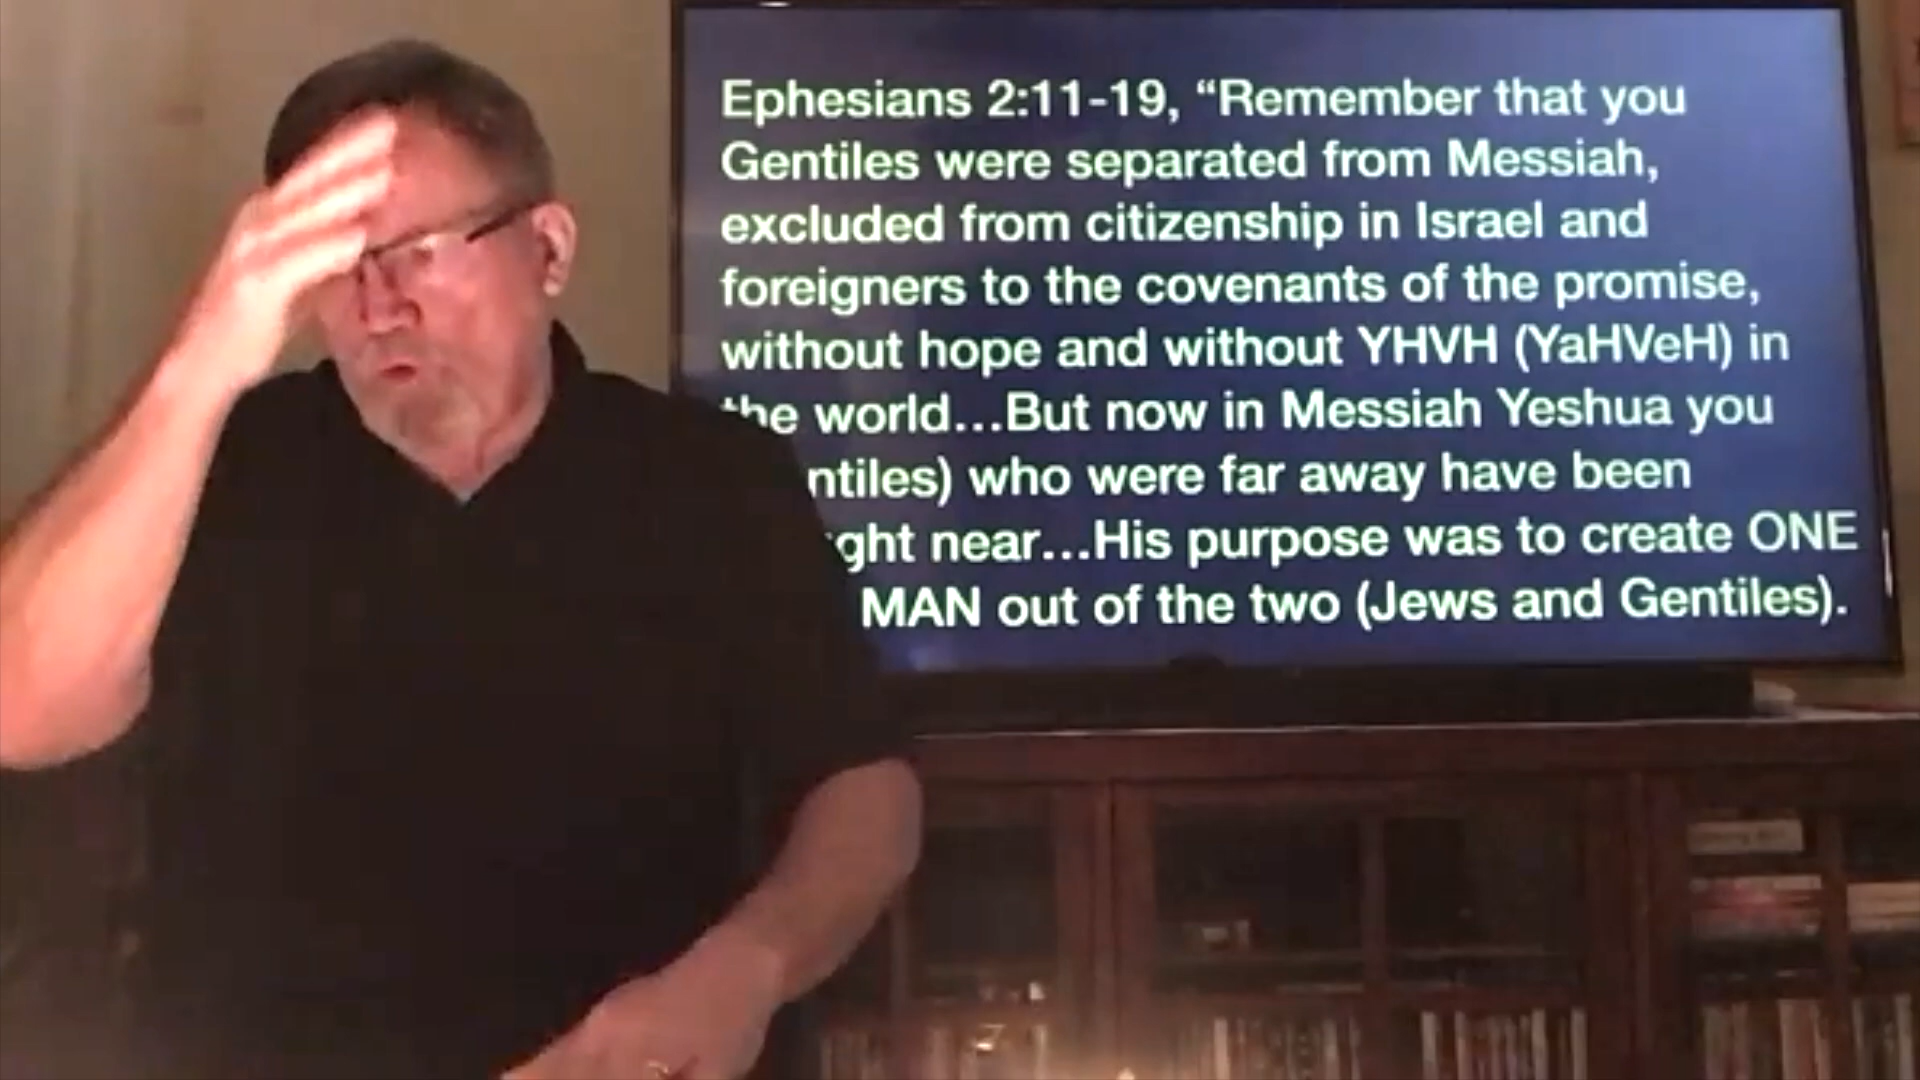 Ephesians 2:11-19, “Remember that you
Gentiles were separated from Messiah,
excluded from citizenship in Israel and
foreigners to the covenants of the promise,
without hope and without YHVH (YaHVeH) in
the world...But now in Messiah Yeshua you
ntiles) who were far away have been
ght near...His purpose was to create ONE
MAN out of the two (Jews and Gentiles).